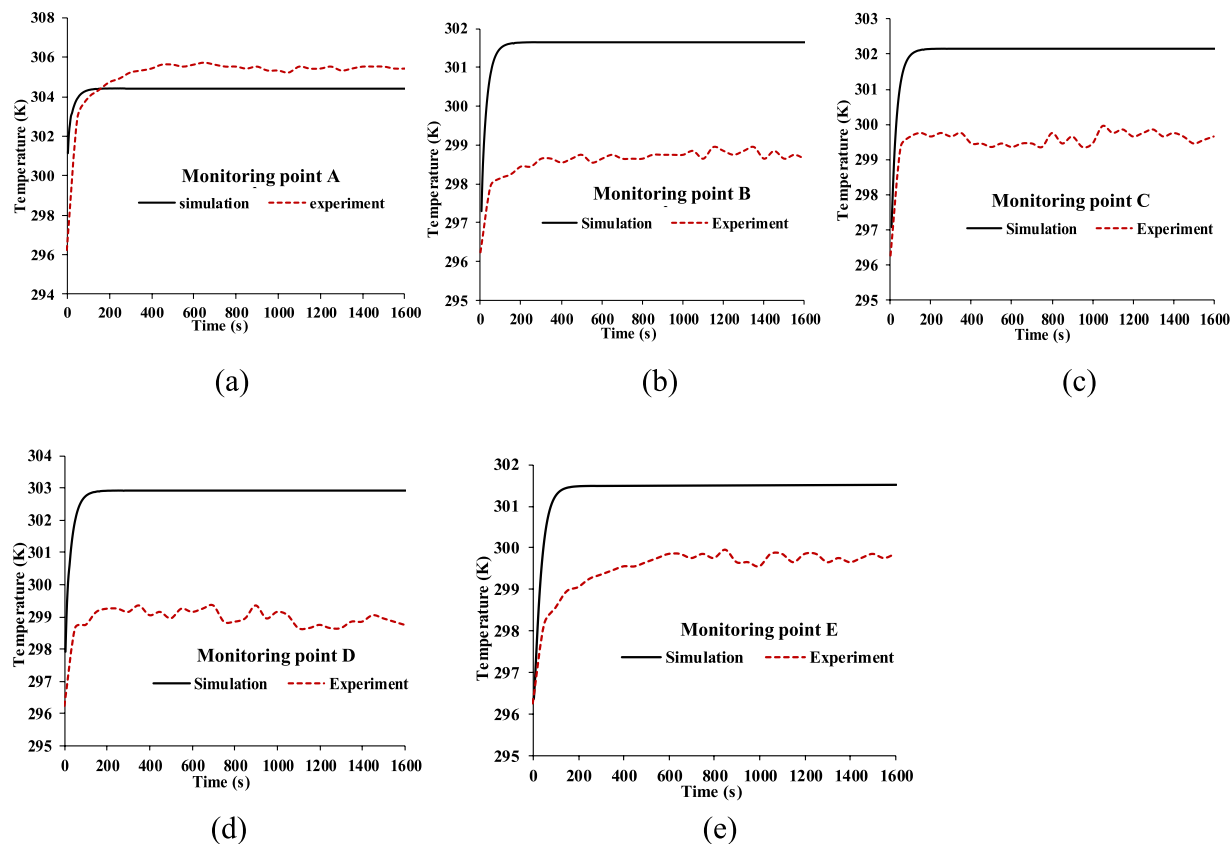 308
306
304
302
300
298
296
294
Temperature (K)
Monitoring point A
simulation experiment
0 200 400 600 800 1000 1200 1400 1600
Time (s)
(a)
302
301
300
299
298
297
296
295
Temperature (K)
Monitoring point B
Simulation Experiment
0 200 400 600 800 1000 1200 1400 1600
Time (s)
(b)
303
302
301
300
299
298
297
296
295
Temperature (K)
Monitoring point C
Simulation Experiment
0 200 400 600 800 1000 1200 1400 1600
Time (s)
(c)
304
303
302
301
300
299
298
297
296
295
Temperature (K)
Monitoring point D
Simulation Experiment
0 200 400 600 800 1000 1200 1400 1600
Time (s)
(d)
302
301
300
299
298
297
296
295
Temperature (K)
Monitoring point E
Simulation Experiment
0 200 400 600 800 1000 1200 1400 1600
Time (s)
(e)